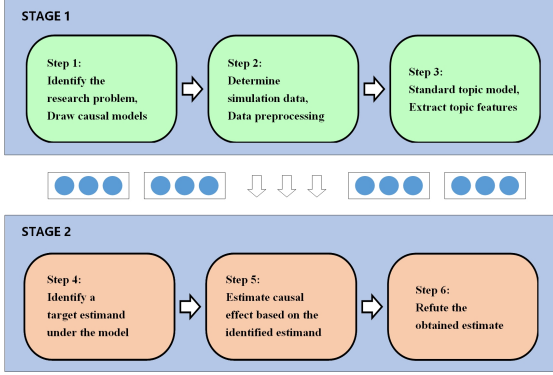 STAGE 1
Step 1:
Identify the
research problem,
Draw causal models
Step 2:
Determine
simulation data,
Data preprocessing
Step 3:
Standard topic model,
Extract topic features
STAGE 2
Step 4:
Identify a
target estimand
under the model
Step 5:
Estimate causal
effect based on the
identified estimand
Step 6:
Refute the
obtained estimate